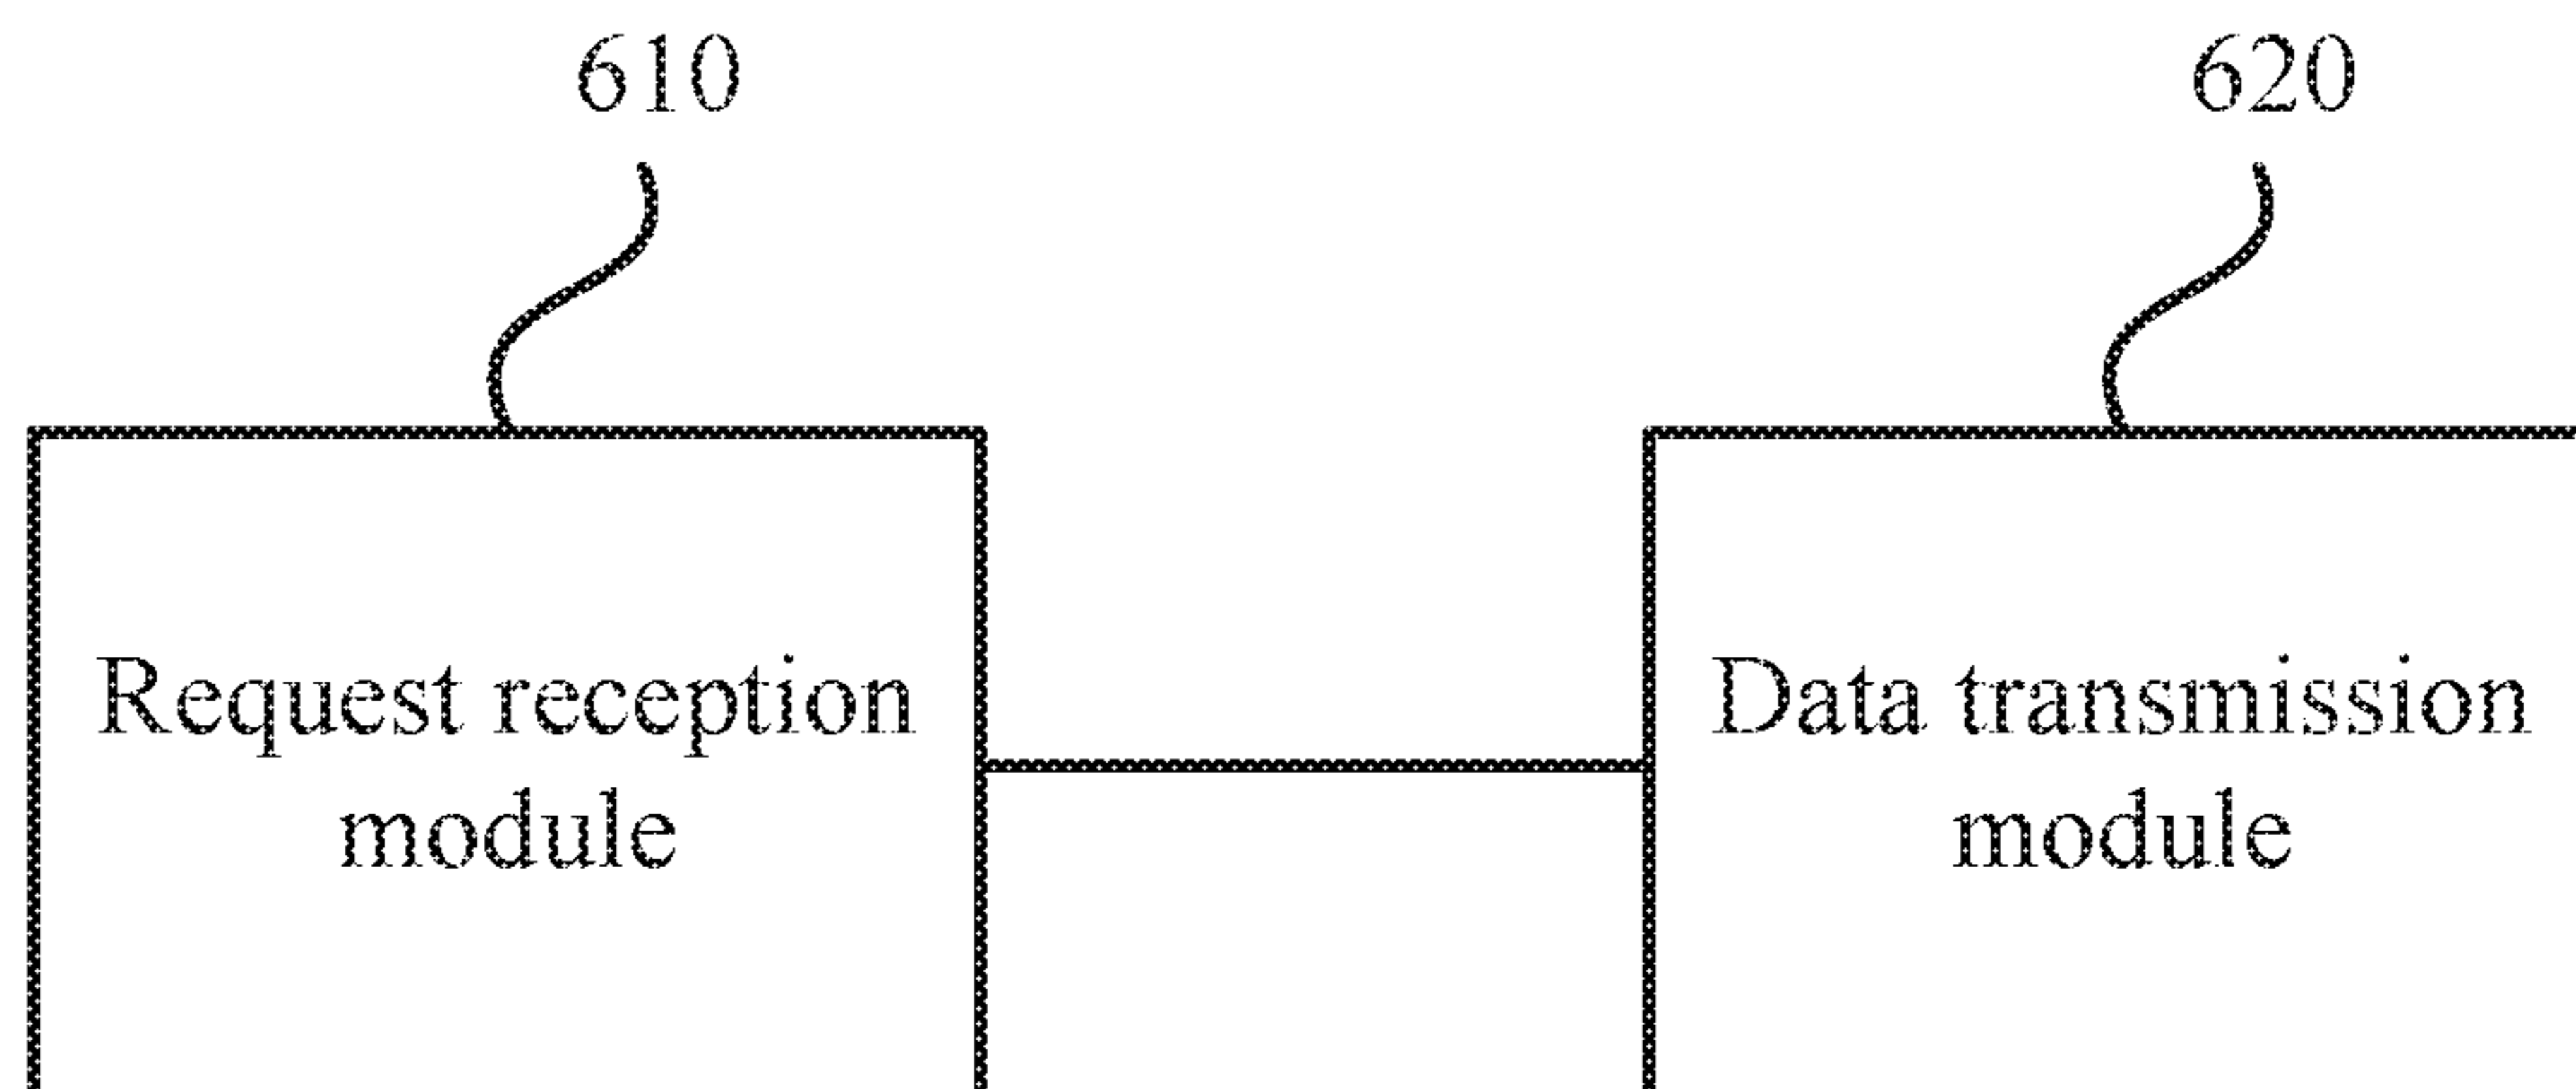 610
620
Request reception
module
Data transmission
module